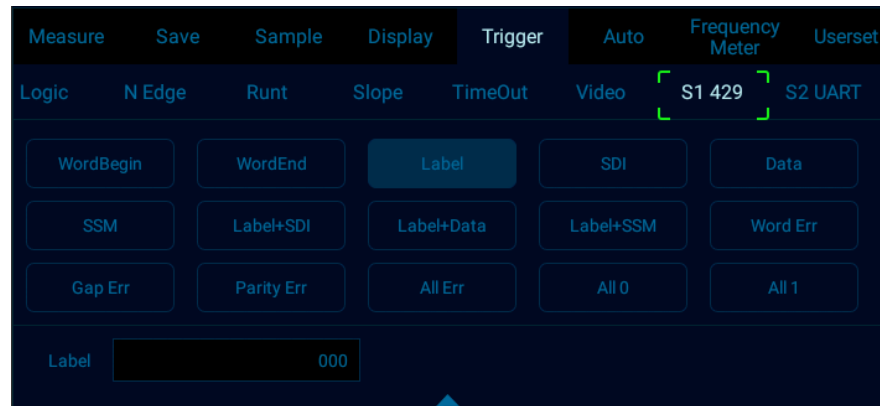 Measure Save Sample Display Trigger Auto Frequency Meter Userset
Logic N Edge Runt Slope TimeOut Video S1 429 S2 UART
WordBegin WordEnd Label SDI Data
SSM Label+SDI Label+Data Label+SSM Word Err
Gap Err Parity Err All Err All 0 All 1
Label 000